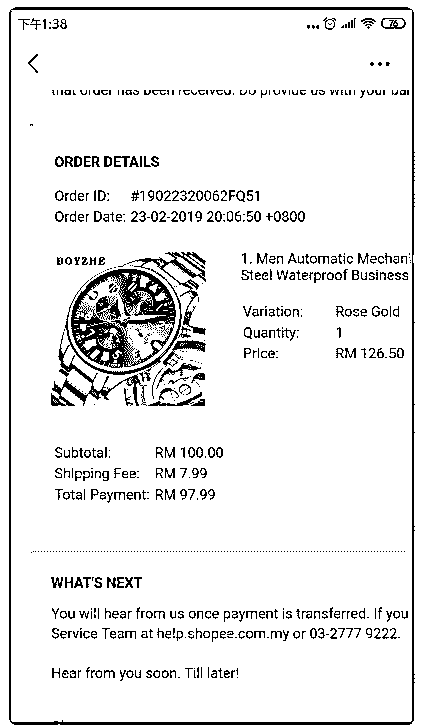 下午1:38
76
that order has been received. Do provide us with your ban
ORDER DETAILS
Order ID: #19022320062FQ51
Order Date: 23-02-2019 20:06:50 +0800
BOYZHE
1. Men Automatic Mechani
Steel Waterproof Business
Variation: Rose Gold
Quantity: 1
Price: RM 126.50
Subtotal: RM 100.00
Shipping Fee: RM 7.99
Total Payment: RM 97.99
WHAT'S NEXT
You will hear from us once payment is transferred. If you
Service Team at help.shopee.com.my or 03-2777 9222.
Hear from you soon. Till later!